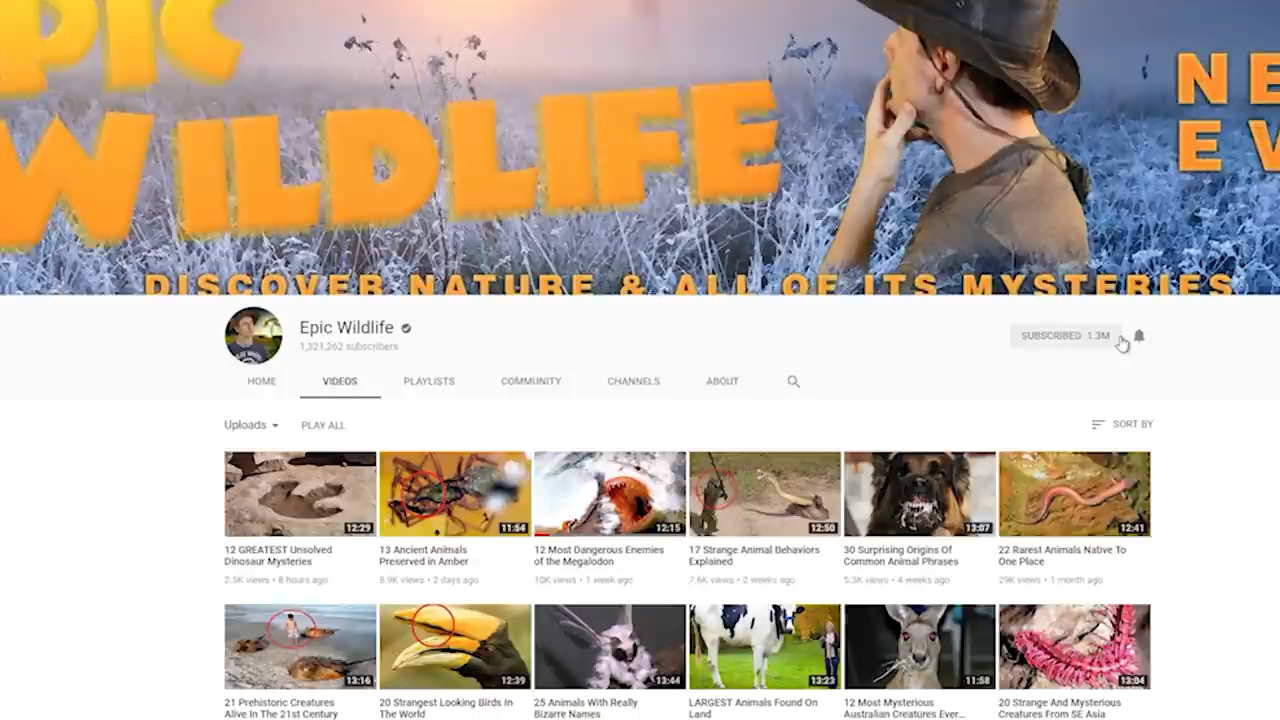 PIC
WILDLIFE
NE
EV
DISCOVER NATURE & ALL OF ITS MYSTERIES
Epic Wildlife
1,321,262 subscribers
SUBSCRIBED 1.3M
HOME VIDEOS PLAYLISTS COMMUNITY CHANNELS ABOUT
Uploads PLAY ALL SORT BY
12:29 11:54 12:15 12:50 13:07 12:41
12 GREATEST Unsolved
Dinosaur Mysteries
2.5K views • 8 hours ago
13 Ancient Animals
Preserved in Amber
8.9K views • 2 days ago
12 Most Dangerous Enemies
of the Megalodon
10K views • 1 week ago
17 Strange Animal Behaviors
Explained
7.6K views • 2 weeks ago
30 Surprising Origins Of
Common Animal Phrases
5.3K views • 4 weeks ago
22 Rarest Animals Native To
One Place
29K views • 1 month ago
13:16 12:39 13:44 13:23 11:58 13:04
21 Prehistoric Creatures
Alive In The 21st Century
20 Strangest Looking Birds In
The World
25 Animals With Really
Bizarre Names
LARGEST Animals Found On
Land
12 Most Mysterious
Australian Creatures Ever...
20 Strange And Mysterious
Creatures From SE Asia